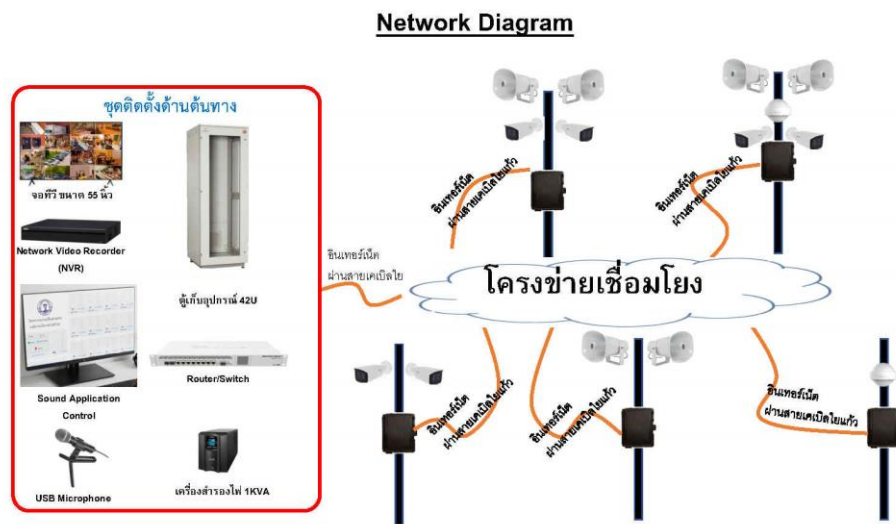 Network Diagram
ชุดติดตั้งด้านต้นทาง
จอทีวี ขนาด 55 นิ้ว
Network Video Recorder
(NVR)
ตู้เก็บอุปกรณ์ 42U
Sound Application
Control
Router/Switch
USB Microphone
เครื่องสำรองไฟ 1KVA
อินเทอร์เน็ต
ผ่านสายเคเบิลใย
โครงข่ายเชื่อมโยง
อินเทอร์เน็ต
ผ่านสายเคเบิลใยแก้ว
อินเทอร์เน็ต
ผ่านสายเคเบิลใยแก้ว
อินเทอร์เน็ต
ผ่านสายเคเบิลใยแก้ว
อินเทอร์เน็ต
ผ่านสายเคเบิลใยแก้ว
อินเทอร์เน็ต
ผ่านสายเคเบิลใยแก้ว